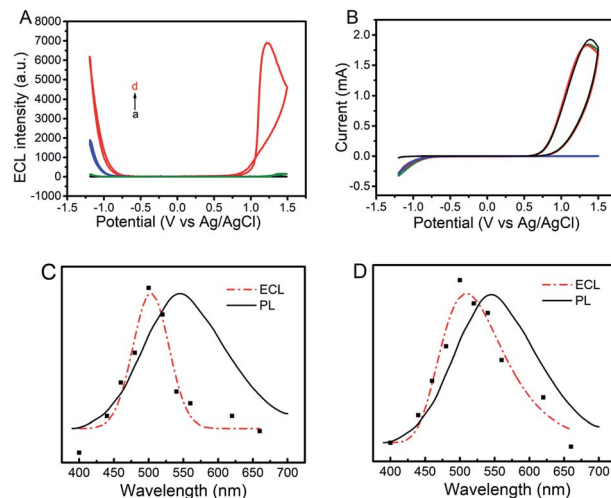 A
ECL intensity (a.u.)
8000
7000
6000
5000
4000
3000
2000
1000
0
-1000
d
a
-1.5 -1.0 -0.5 0.0 0.5 1.0 1.5
Potential (V vs Ag/AgCl)
B
Current (mA)
2.0
1.5
1.0
0.5
0.0
-0.5
-1.5 -1.0 -0.5 0.0 0.5 1.0 1.5
Potential (V vs Ag/AgCl)
C
ECL
PL
400 450 500 550 600 650 700
Wavelength (nm)
D
ECL
PL
400 450 500 550 600 650 700
Wavelength (nm)